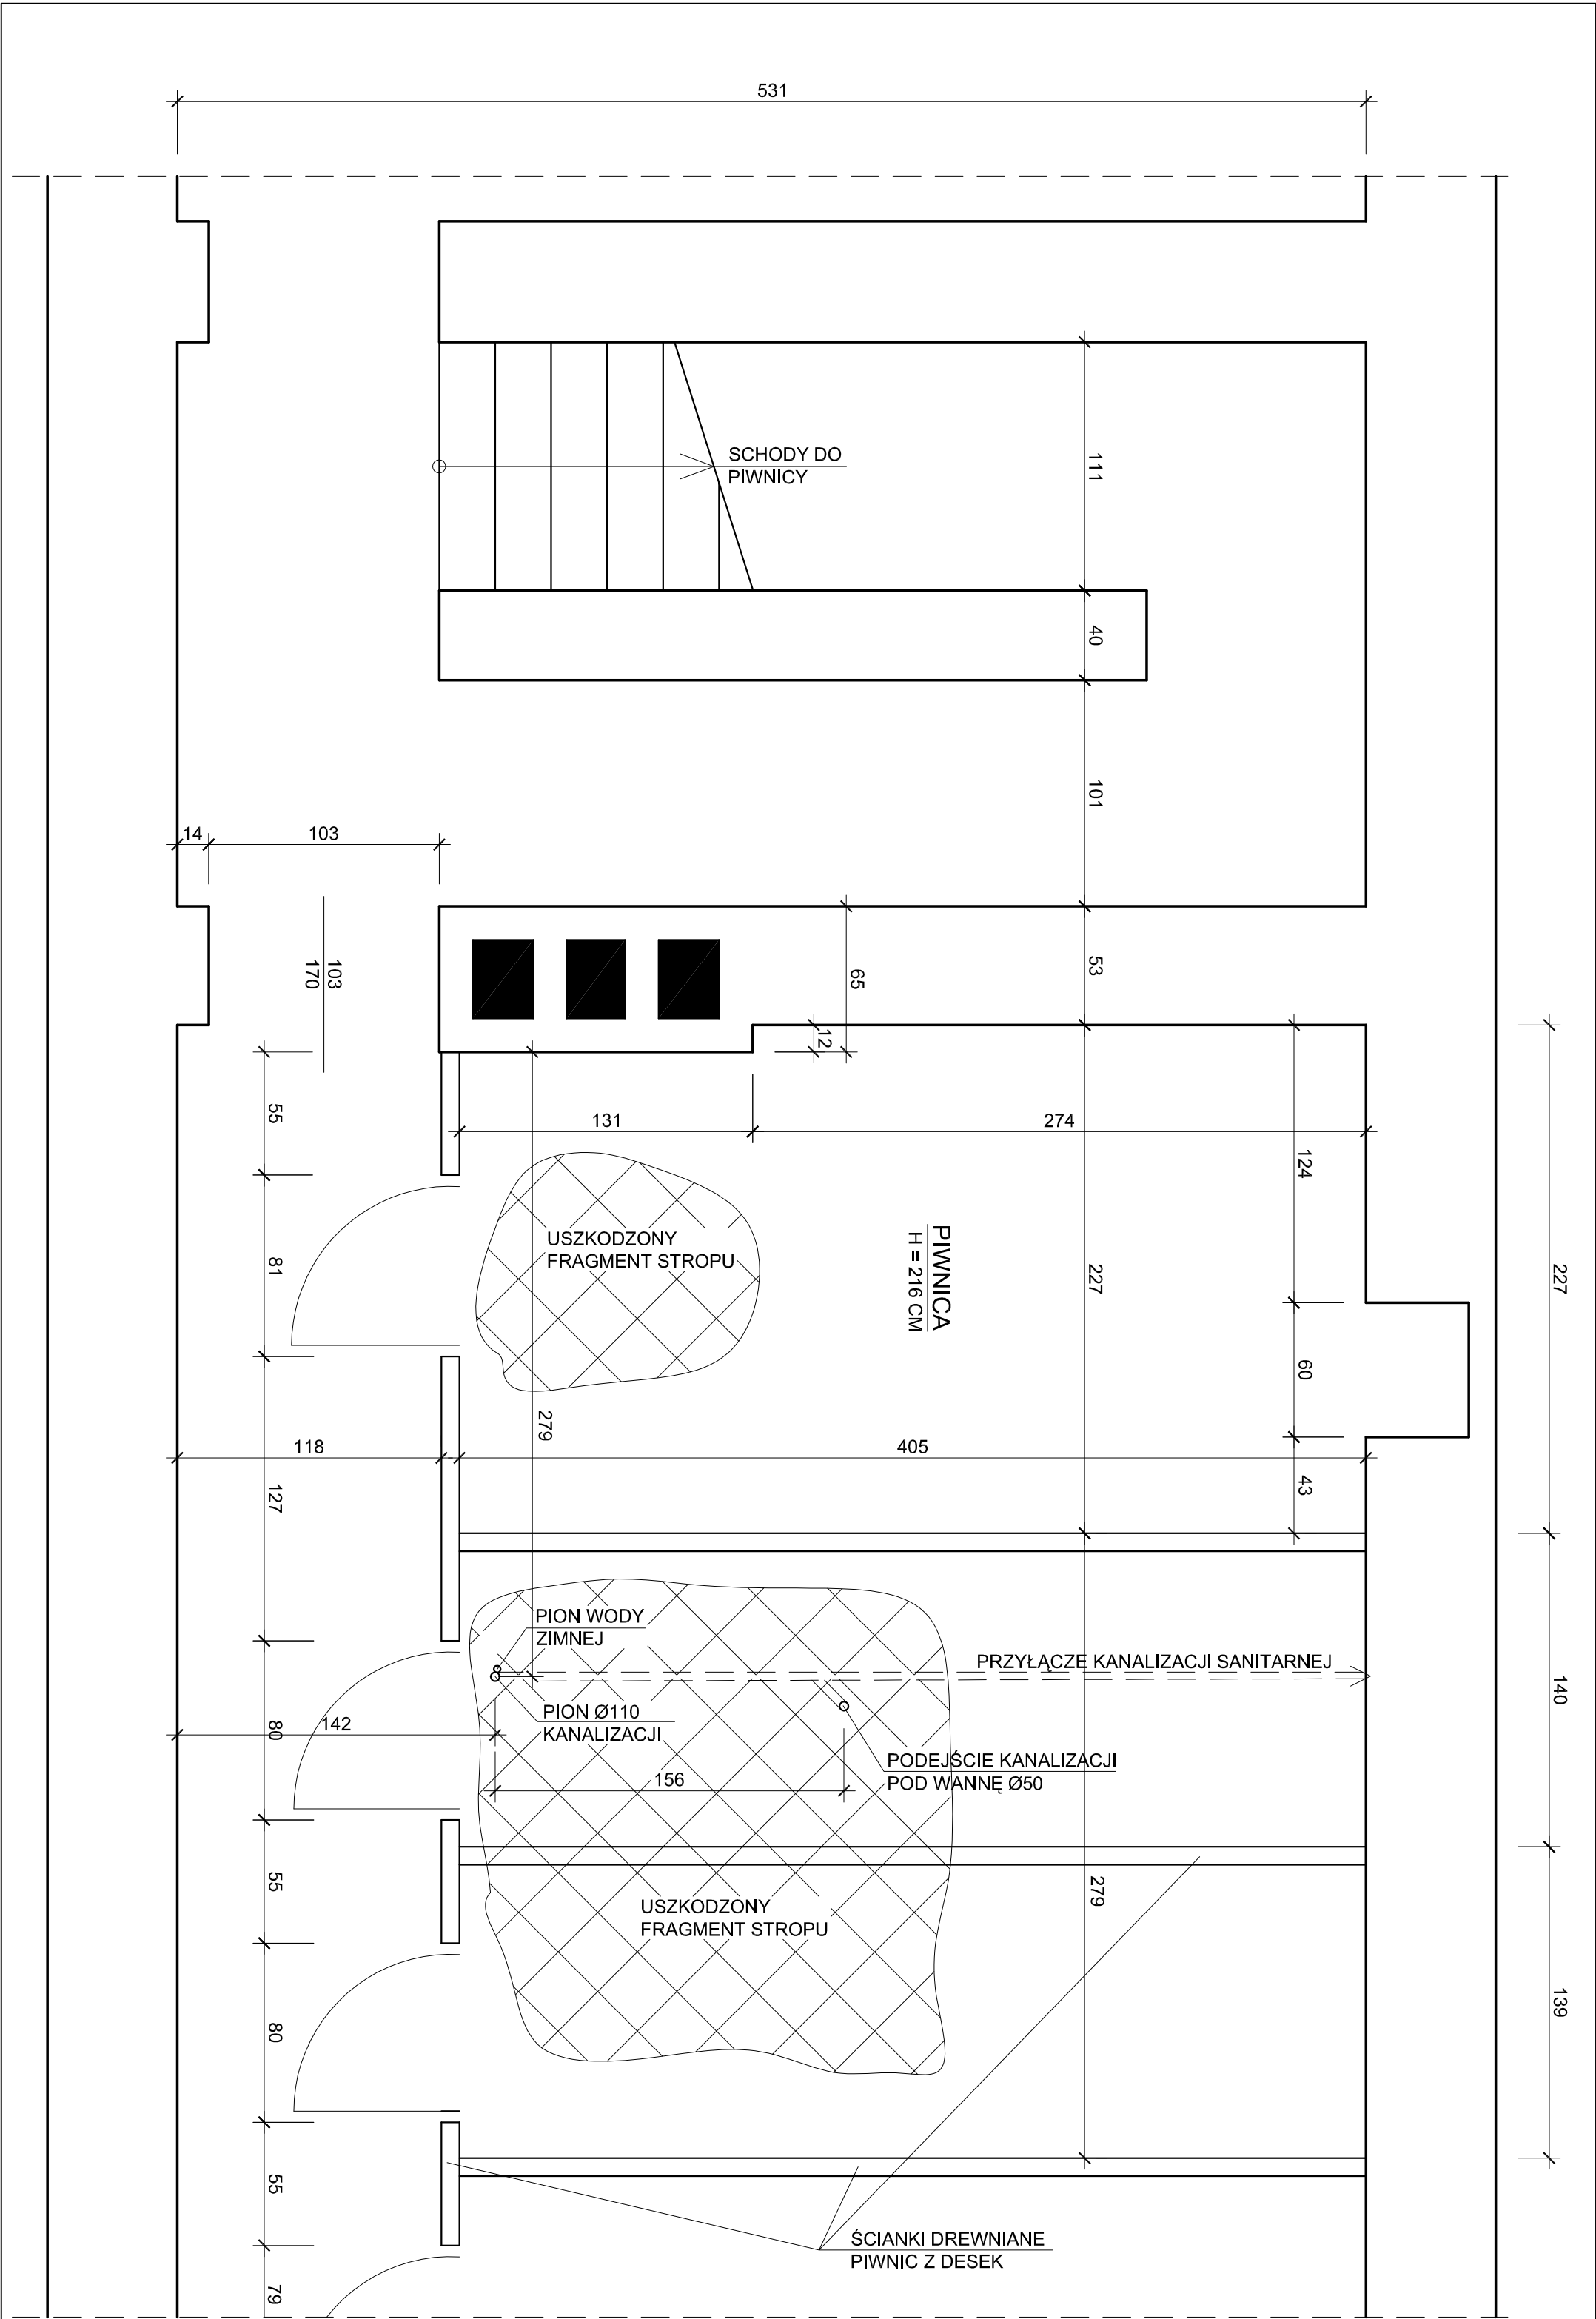 531
SCHODY DO
PIWNICY
111
40
101
14
103
103
170
53
65
12
55
131
274
124
81
USZKODZONY
FRAGMENT STROPU
PIWNICA
H = 216 CM
227
227
60
279
118
405
43
127
PION WODY
ZIMNEJ
PRZYŁĄCZE KANALIZACJI SANITARNEJ
140
PION Ø110
KANALIZACJI
142
80
PODEJŚCIE KANALIZACJI
POD WANNĘ Ø50
156
55
279
USZKODZONY
FRAGMENT STROPU
139
80
55
ŚCIANKI DREWNIANE
PIWNIC Z DESEK
79